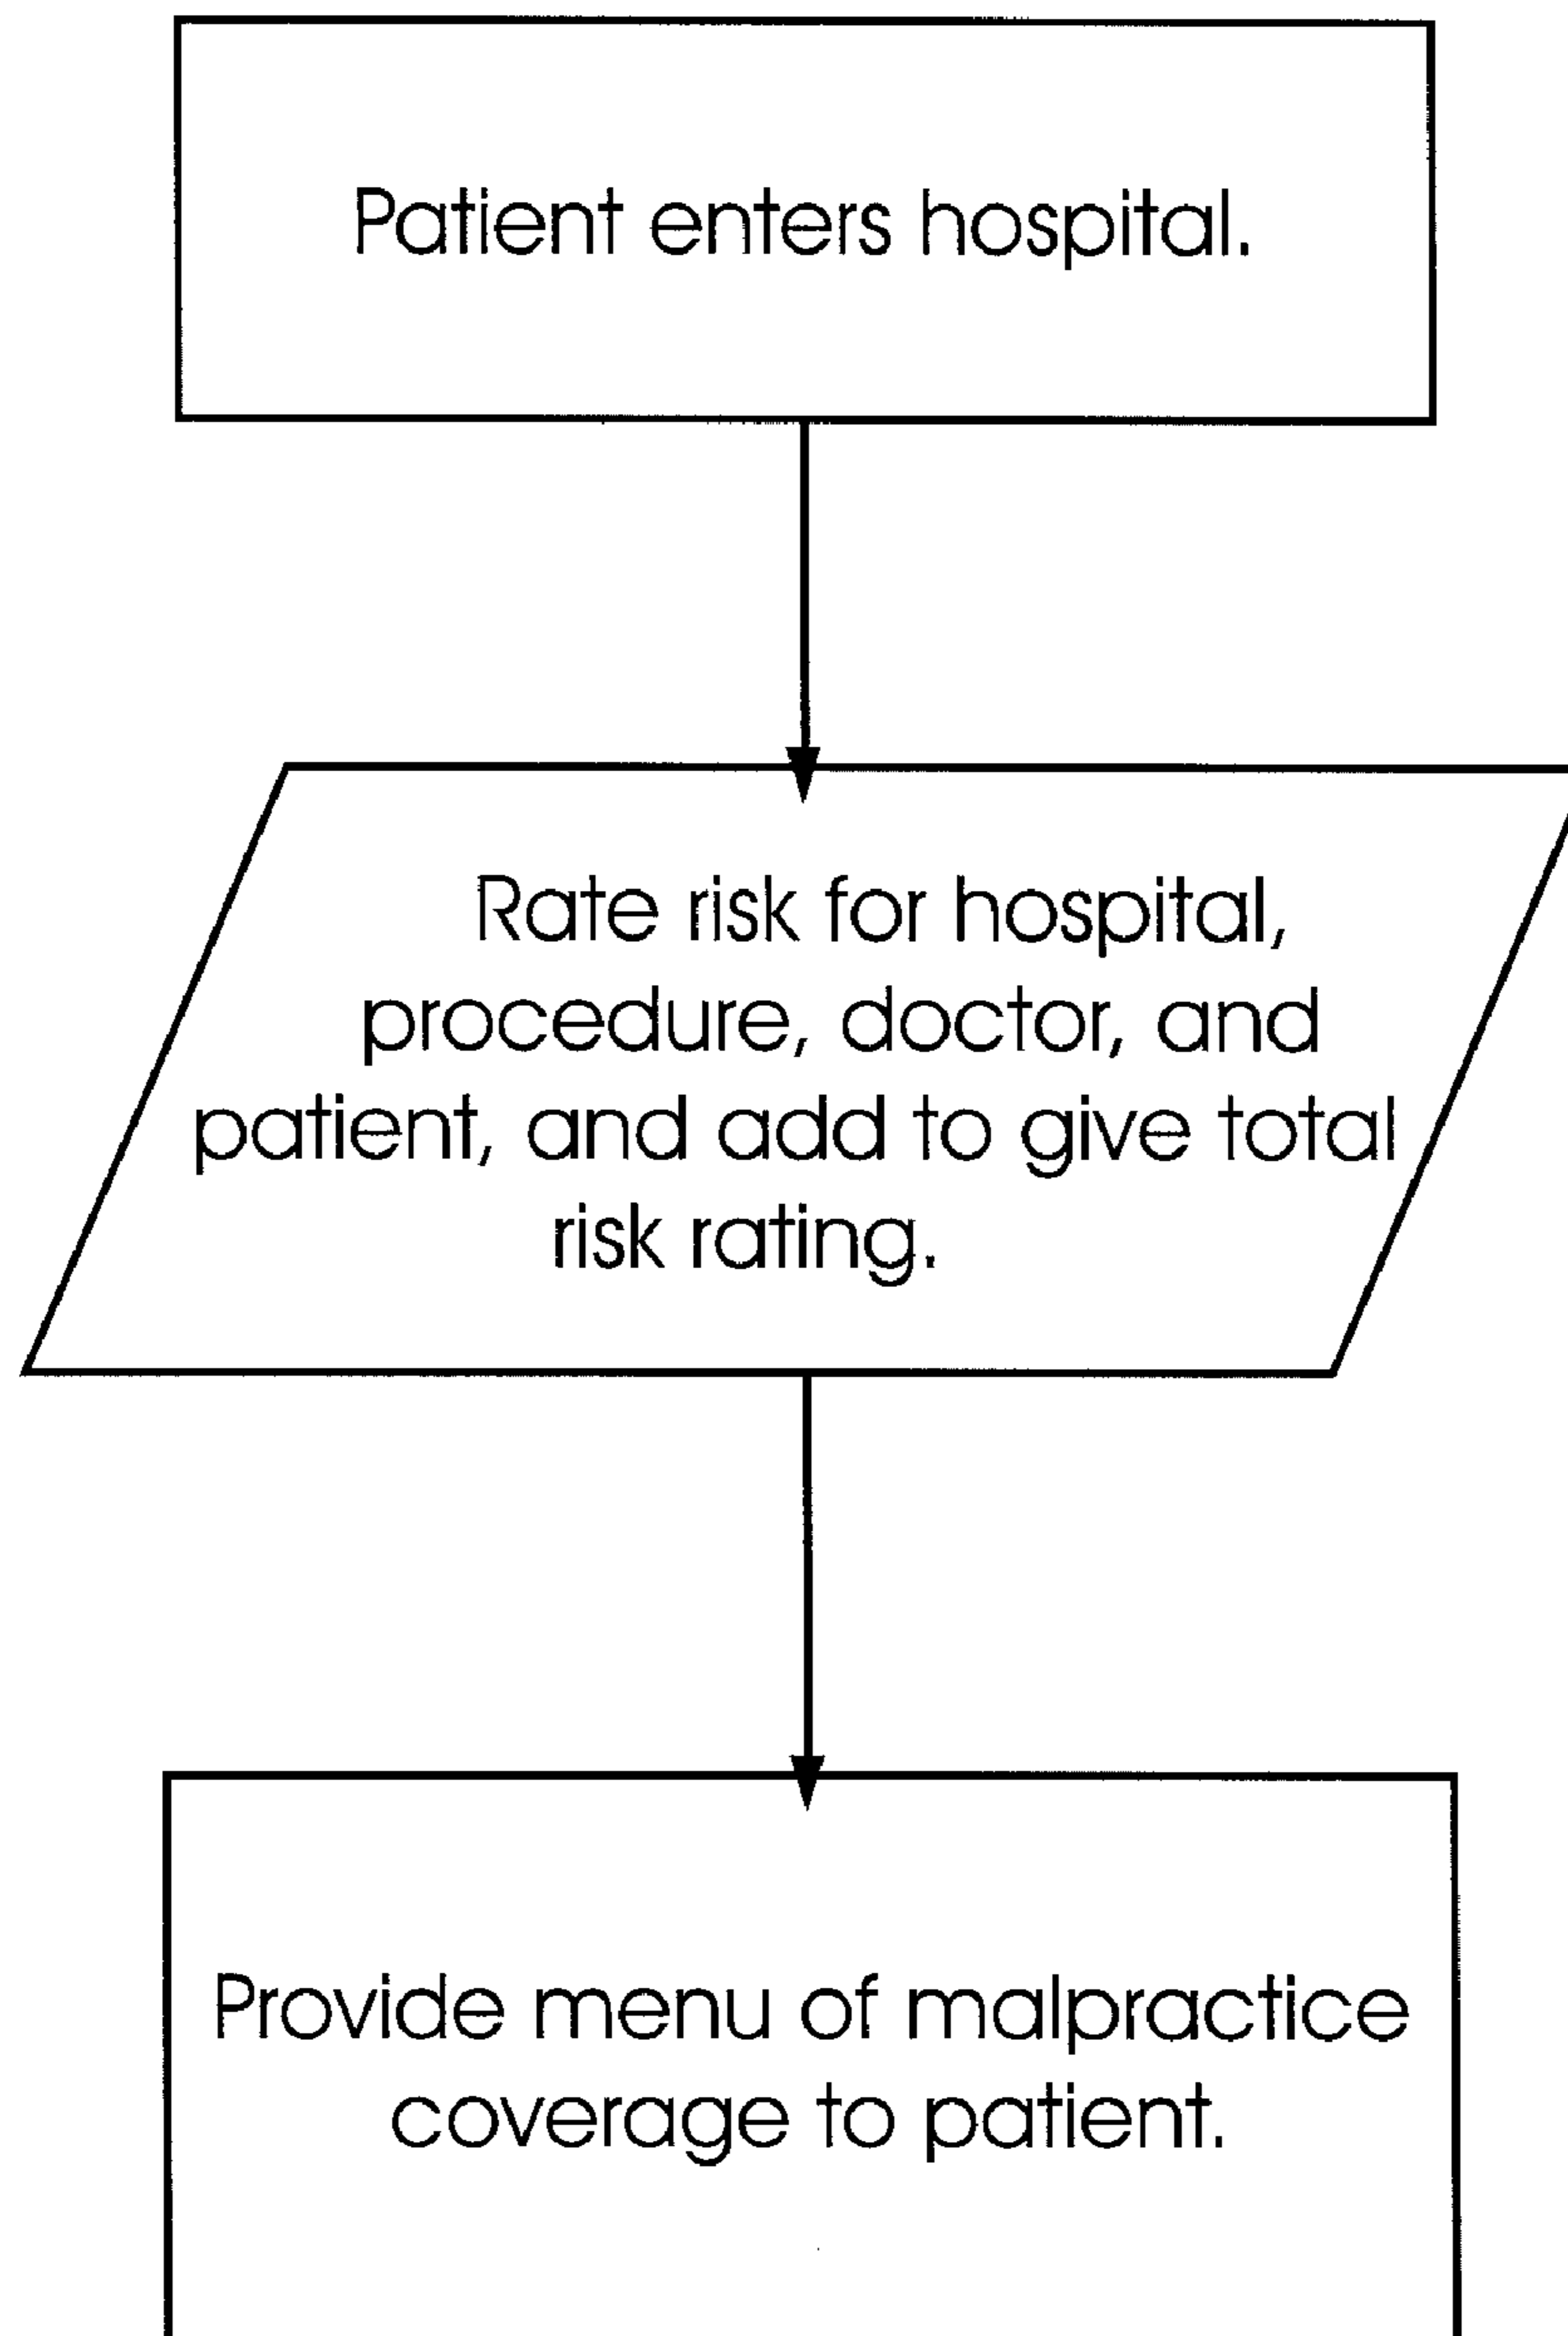 Patient enters hospital.
Rate risk for hospital,
procedure, doctor, and
patient, and add to give total
risk rating.
Provide menu of malpractice
coverage to patient.